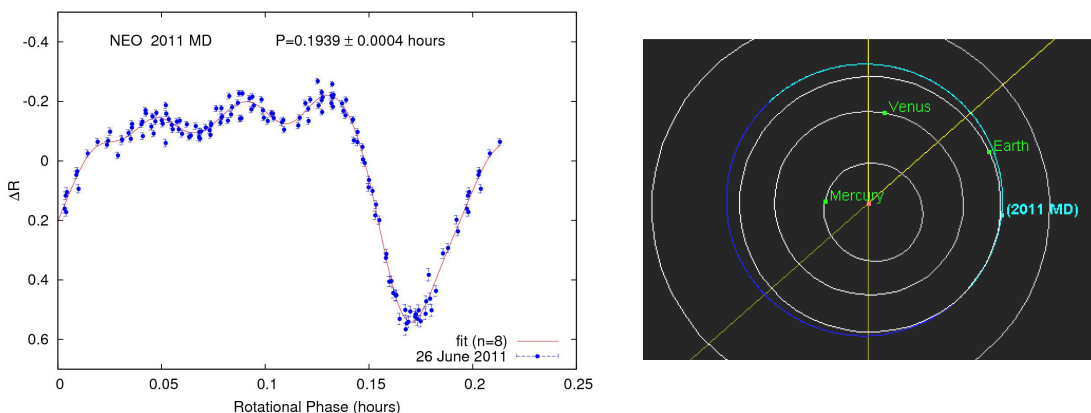 NEO 2011 MD P=0.1939 ± 0.0004 hours
-0.4
-0.2
0
0.2
0.4
0.6
ΔR
fit (n=8)
26 June 2011
0 0.05 0.1 0.15 0.2 0.25
Rotational Phase (hours)
Venus
Earth
Mercury
(2011 MD)